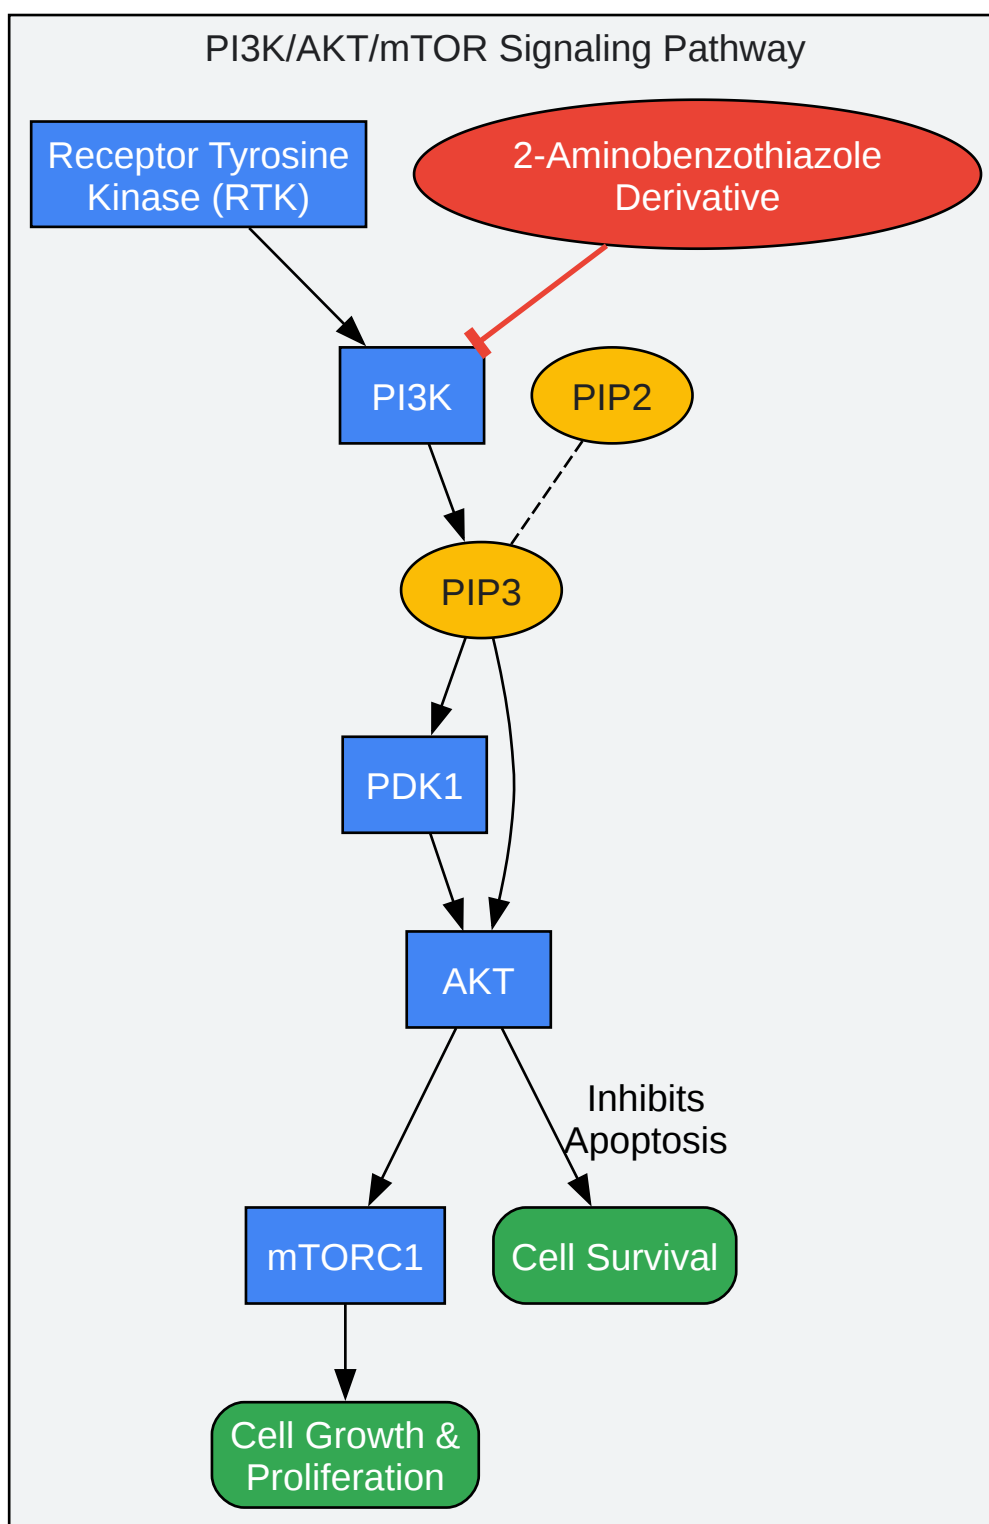 PI3K/AKT/mTOR Signaling Pathway
Receptor Tyrosine
Kinase (RTK)
2-Aminobenzothiazole
Derivative
PI3K
PIP2
PIP3
PDK1
AKT
Inhibits
Apoptosis
mTORC1
Cell Survival
Cell Growth &
Proliferation